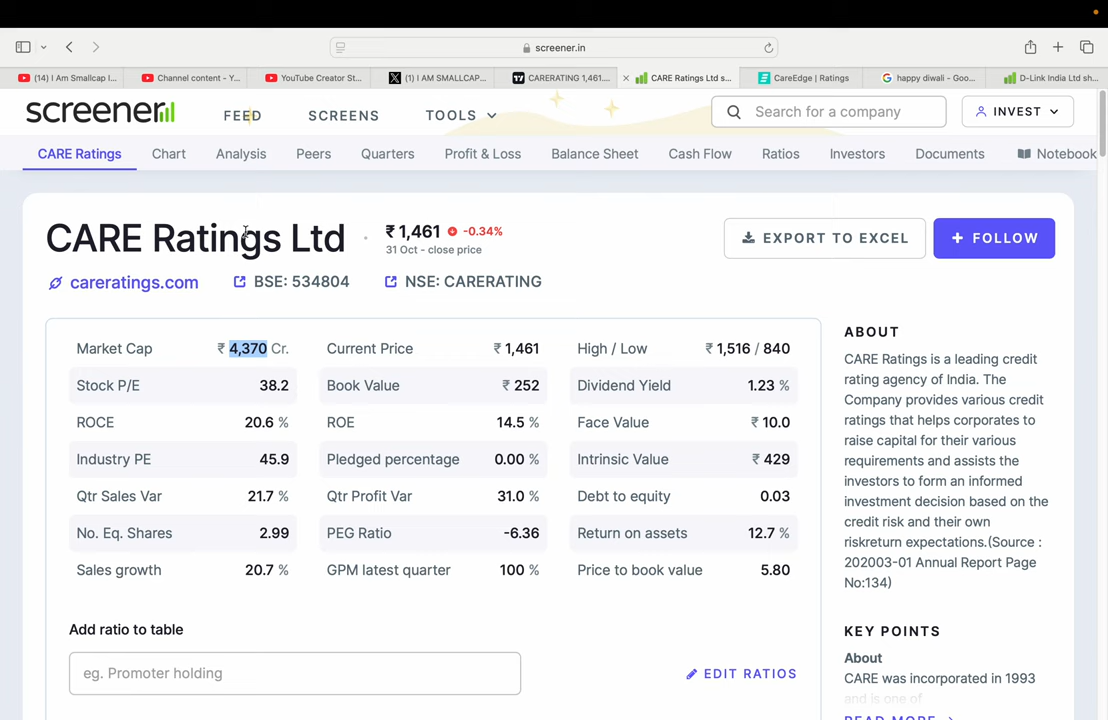 screener.in
(14) I Am Smallcap I...
Channel content - Y...
YouTube Creator St...
(1) I AM SMALLCAP...
CARERATING 1,461....
CARE Ratings Ltd s...
CareEdge | Ratings
happy diwali - Goo...
D-Link India Ltd sh...
screener
FEED
SCREENS
TOOLS
Search for a company
INVEST
CARE Ratings
Chart
Analysis
Peers
Quarters
Profit & Loss
Balance Sheet
Cash Flow
Ratios
Investors
Documents
Notebook
CARE Ratings Ltd
₹ 1,461 -0.34%
31 Oct - close price
EXPORT TO EXCEL
+ FOLLOW
careratings.com
BSE: 534804
NSE: CARERATING
Market Cap ₹ 4,370 Cr.
Current Price ₹ 1,461
High / Low ₹ 1,516 / 840
Stock P/E 38.2
Book Value ₹ 252
Dividend Yield 1.23 %
ROCE 20.6 %
ROE 14.5 %
Face Value ₹ 10.0
Industry PE 45.9
Pledged percentage 0.00 %
Intrinsic Value ₹ 429
Qtr Sales Var 21.7 %
Qtr Profit Var 31.0 %
Debt to equity 0.03
No. Eq. Shares 2.99
PEG Ratio -6.36
Return on assets 12.7 %
Sales growth 20.7 %
GPM latest quarter 100 %
Price to book value 5.80
Add ratio to table
eg. Promoter holding
EDIT RATIOS
ABOUT
CARE Ratings is a leading credit
rating agency of India. The
Company provides various credit
ratings that helps corporates to
raise capital for their various
requirements and assists the
investors to form an informed
investment decision based on the
credit risk and their own
riskreturn expectations.(Source :
202003-01 Annual Report Page
No:134)
KEY POINTS
About
CARE was incorporated in 1993
and is one of
READ MORE